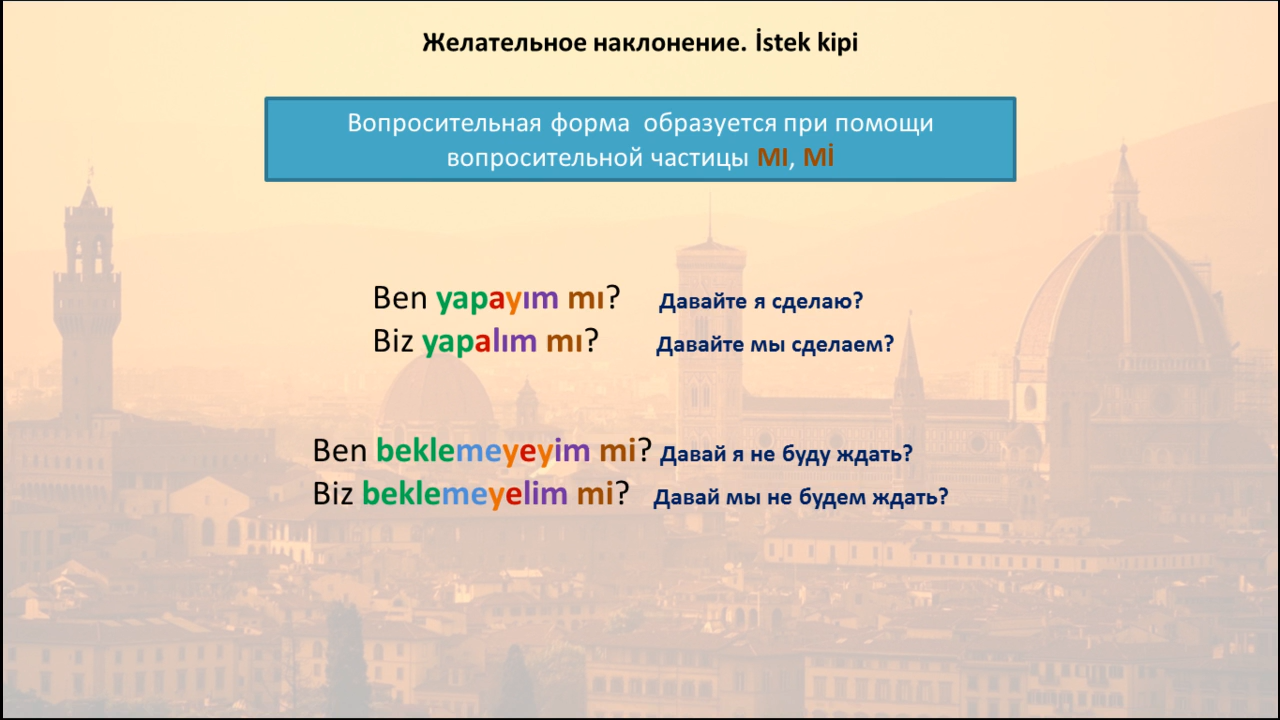 Желательное наклонение. İstek kipi
Вопросительная форма образуется при помощи
вопросительной частицы MI, Mİ
Ben yapayım mı? Давайте я сделаю?
Biz yapalım mı? Давайте мы сделаем?
Ben beklemeyeyim mi? Давай я не буду ждать?
Biz beklemeyelim mi? Давай мы не будем ждать?